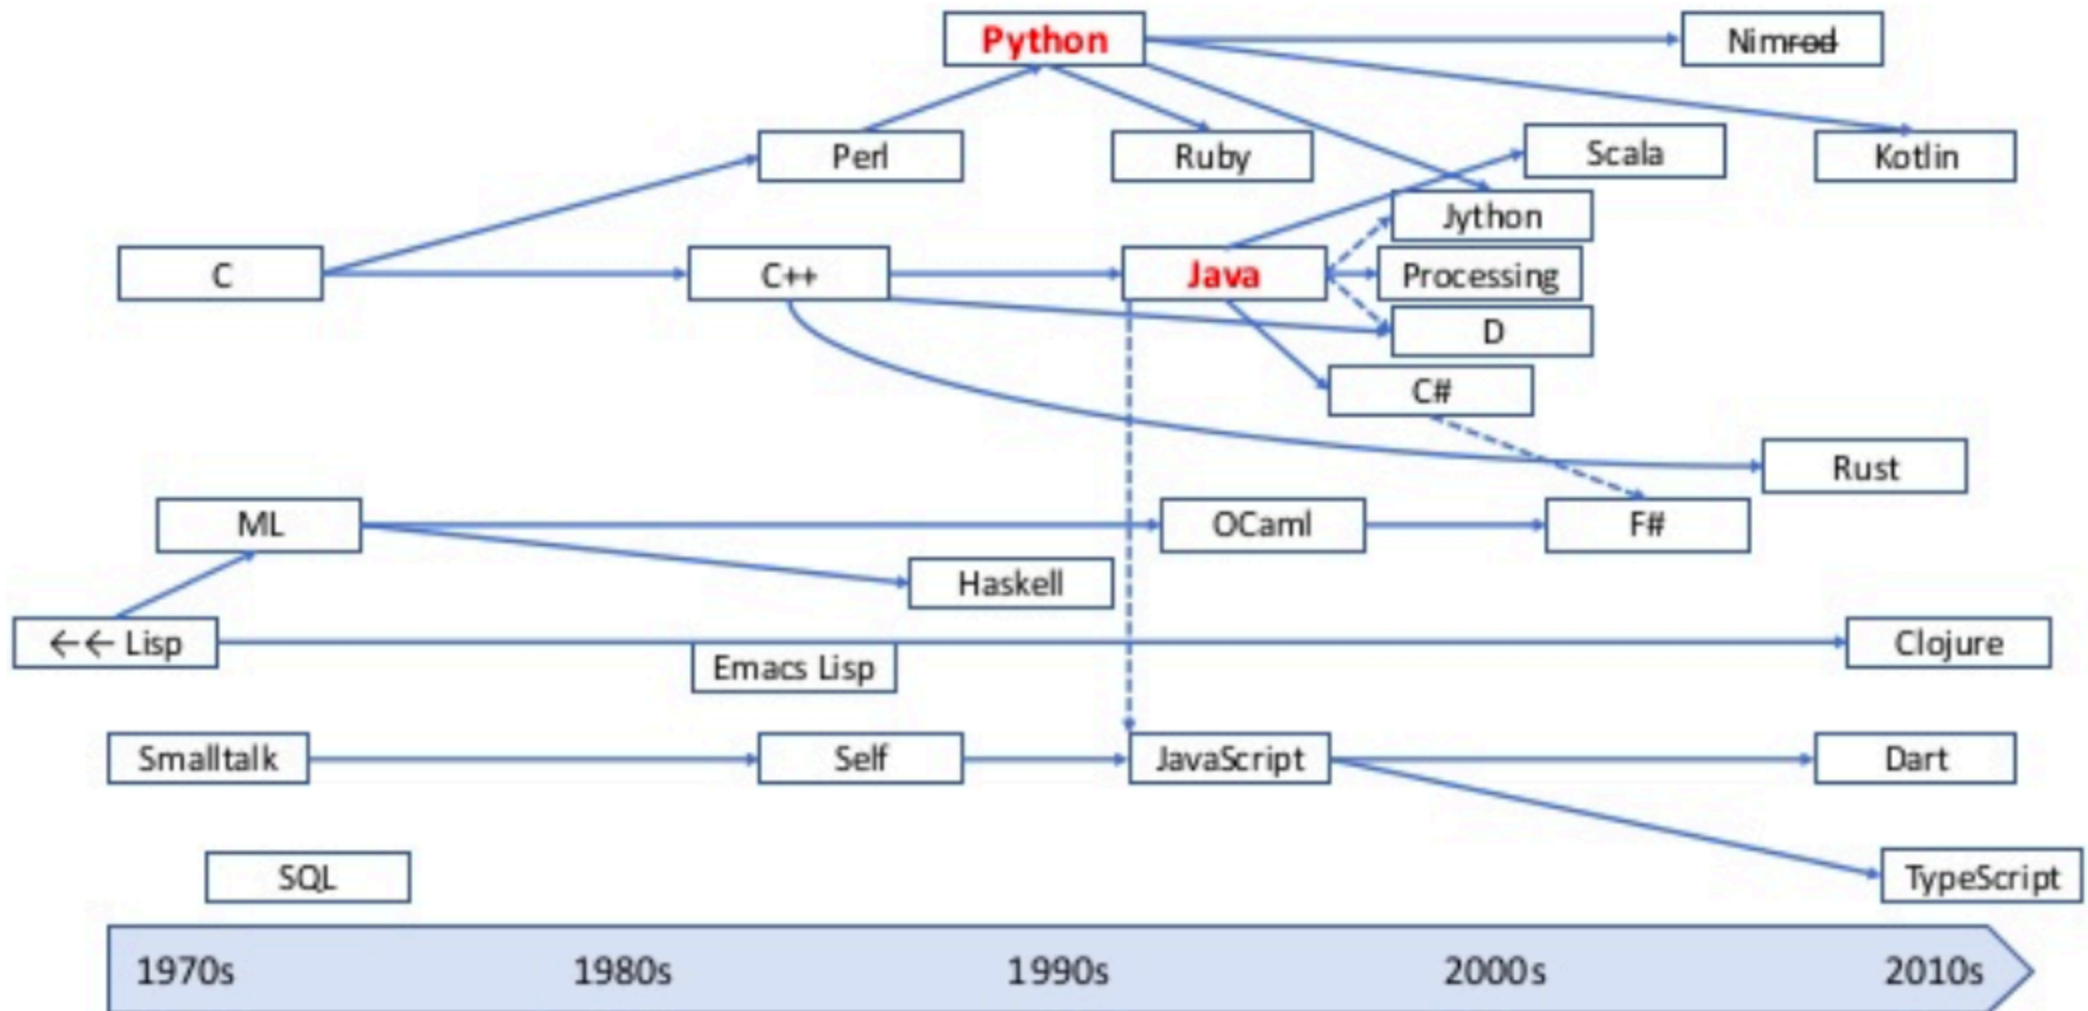 Python
Nimrod
Perl
Ruby
Scala
Kotlin
Jython
C
C++
Java
Processing
D
C#
Rust
ML
OCaml
F#
Haskell
←← Lisp
Emacs Lisp
Clojure
Smalltalk
Self
JavaScript
Dart
SQL
TypeScript
1970s 1980s 1990s 2000s 2010s